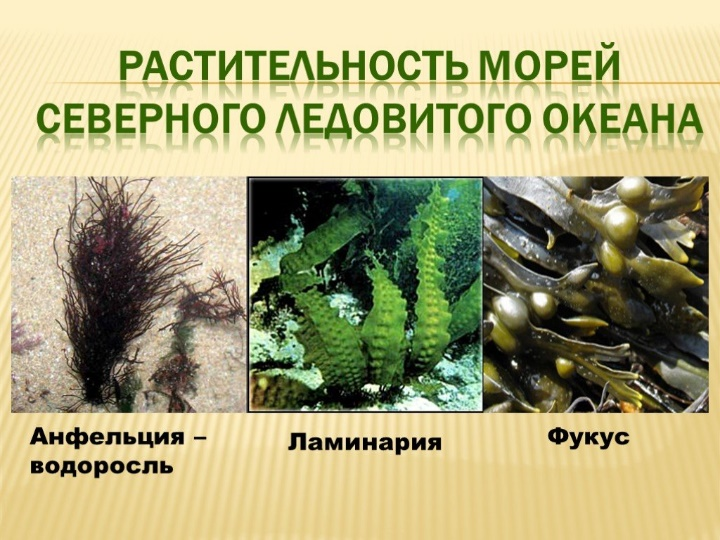 РАСТИТЕЛЬНОСТЬ МОРЕЙ
СЕВЕРНОГО ЛЕДОВИТОГО ОКЕАНА
Анфельция –
водоросль
Ламинария
Фукус